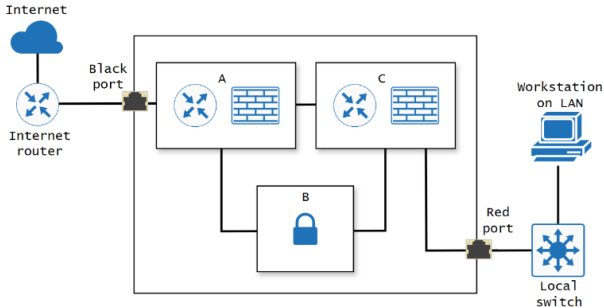 Internet
Black
port
A
C
Workstation
on LAN
Internet
router
B
Red
port
Local
switch